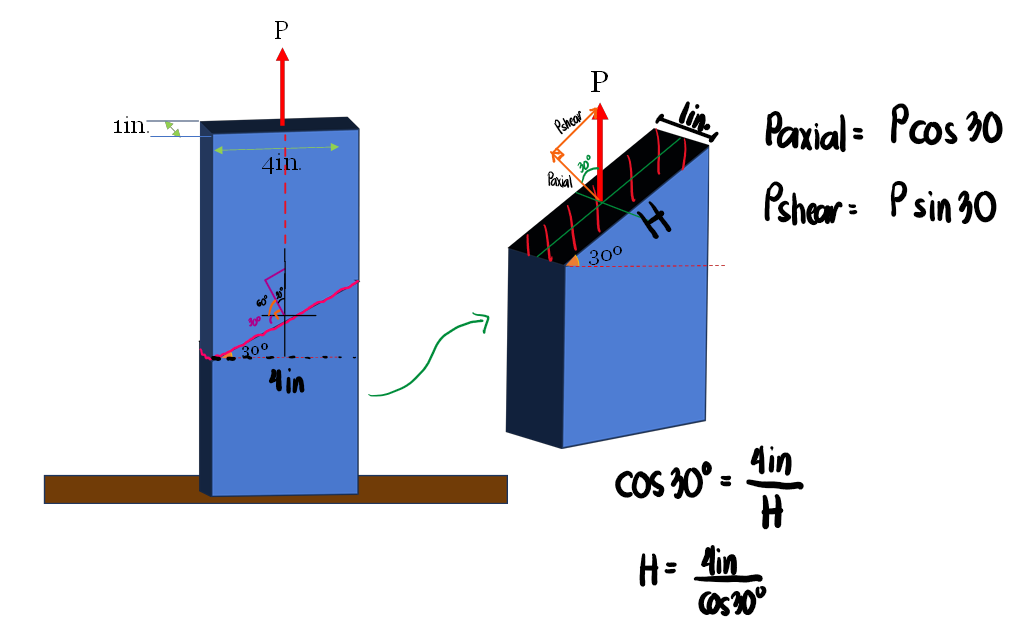 P
1in.
4in.
60°
30°
30°
4in
P
Pshear
30°
Paxial
1in.
H
30°
Paxial = Pcos 30
Pshear = P sin 30
cos 30° = 4in / H
H = 4in / cos30°